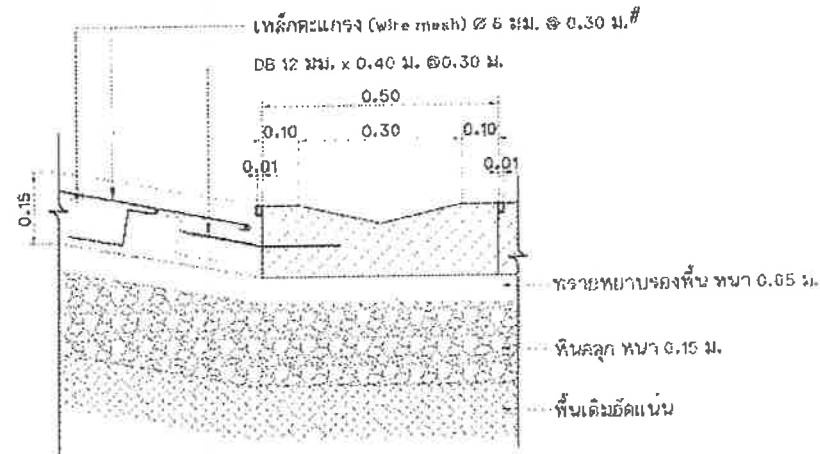 เหล็กตะแกรง (wire mesh) Ø 6 มม. @ 0.30 ม.#
DB 12 มม. x 0.40 ม. @0.30 ม.
0.50
0.10 0.30 0.10
0.01 0.01
0.15
ทรายหยาบรองพื้น หนา 0.05 ม.
หินคลุก หนา 0.15 ม.
พื้นเดิมอัดแน่น